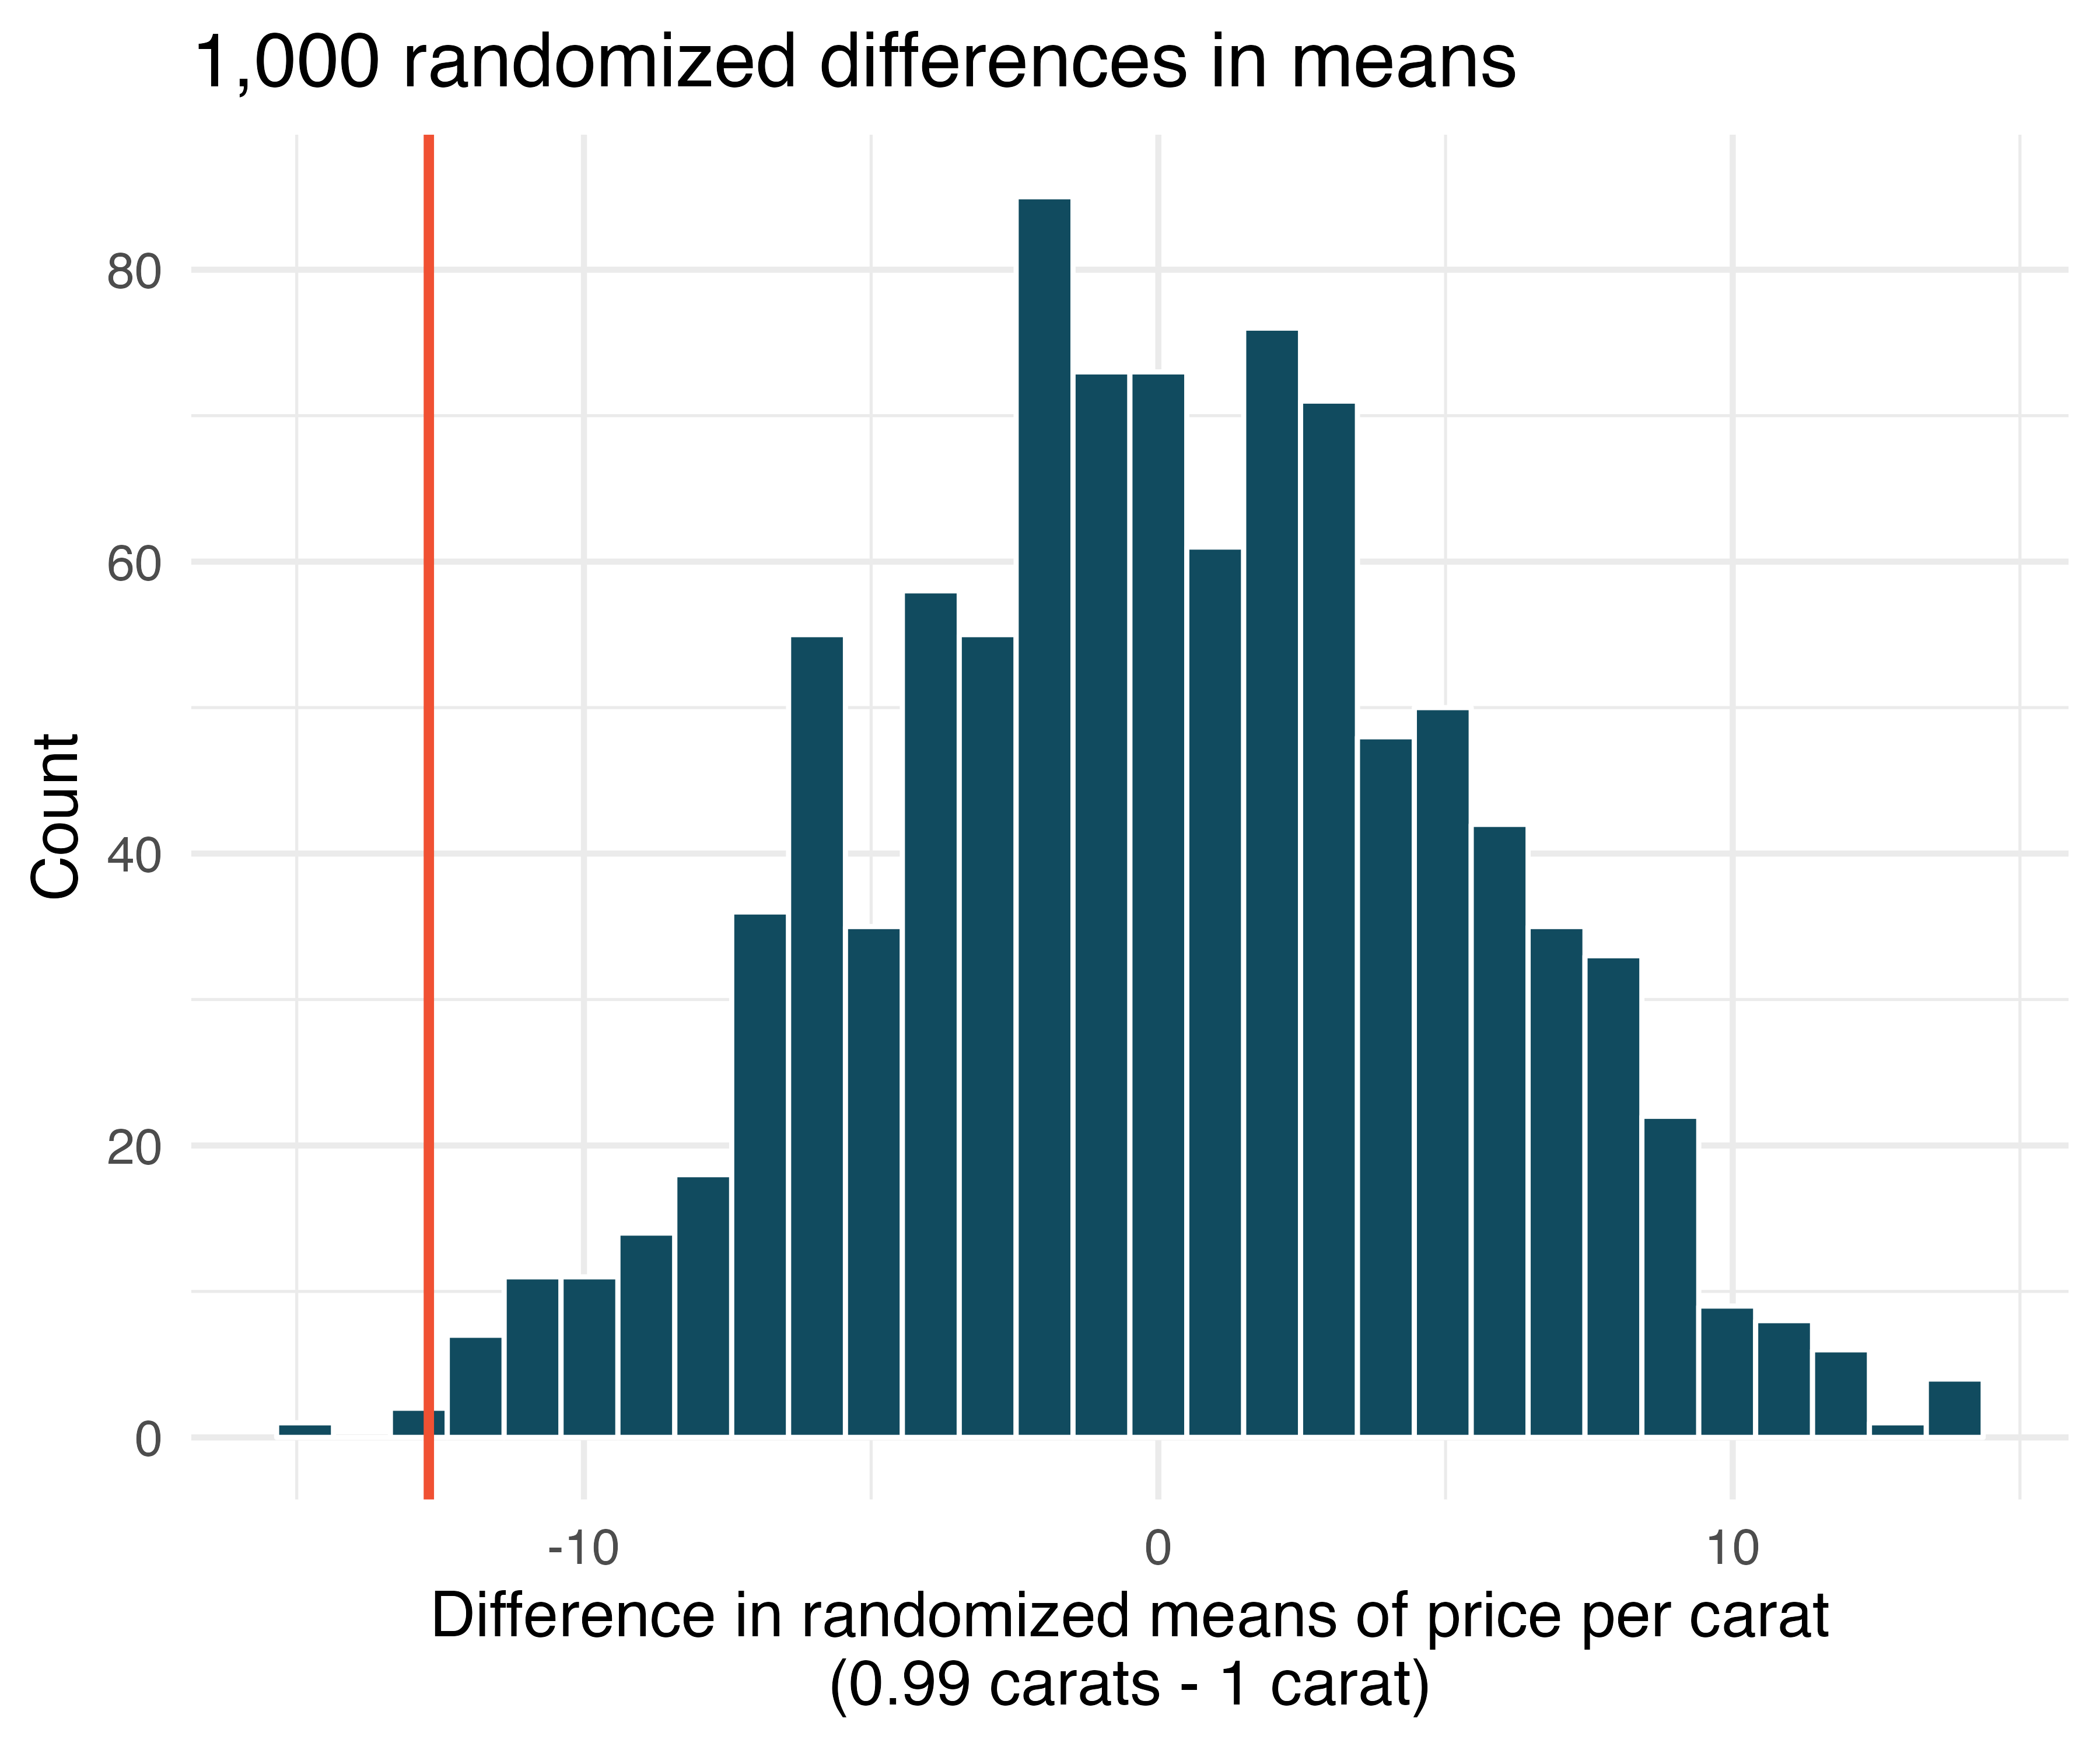 1,000 randomized differences in means
Count
80
60
40
20
0
-10 0 10
Difference in randomized means of price per carat
(0.99 carats - 1 carat)